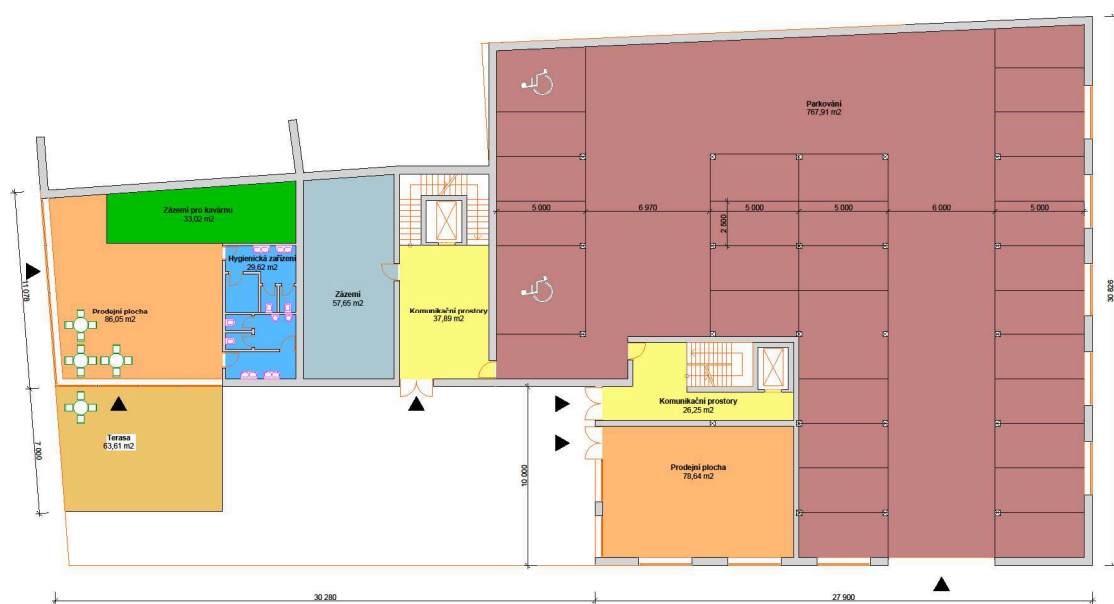 Parkování
767,91 m2
Zázemí pro kavárnu
33,02 m2
5 000
6 970
5 000
5 000
6 000
5 000
2 500
Hygienická zařízení
29,62 m2
11 078
Zázemí
57,65 m2
Komunikační prostory
37,89 m2
30 826
Prodejní plocha
86,05 m2
Komunikační prostory
26,25 m2
Terasa
63,61 m2
7 000
Prodejní plocha
78,64 m2
10 000
30 280
27 900